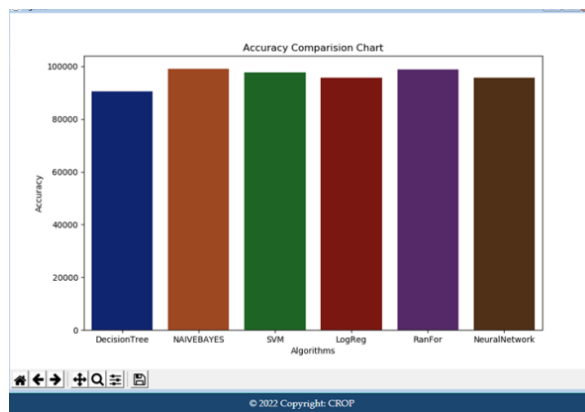 Accuracy Comparision Chart
100000
80000
60000
40000
20000
0
Accuracy
DecisionTree NAIVEBAYES SVM LogReg RanFor NeuralNetwork
Algorithms
© 2022 Copyright: CROP